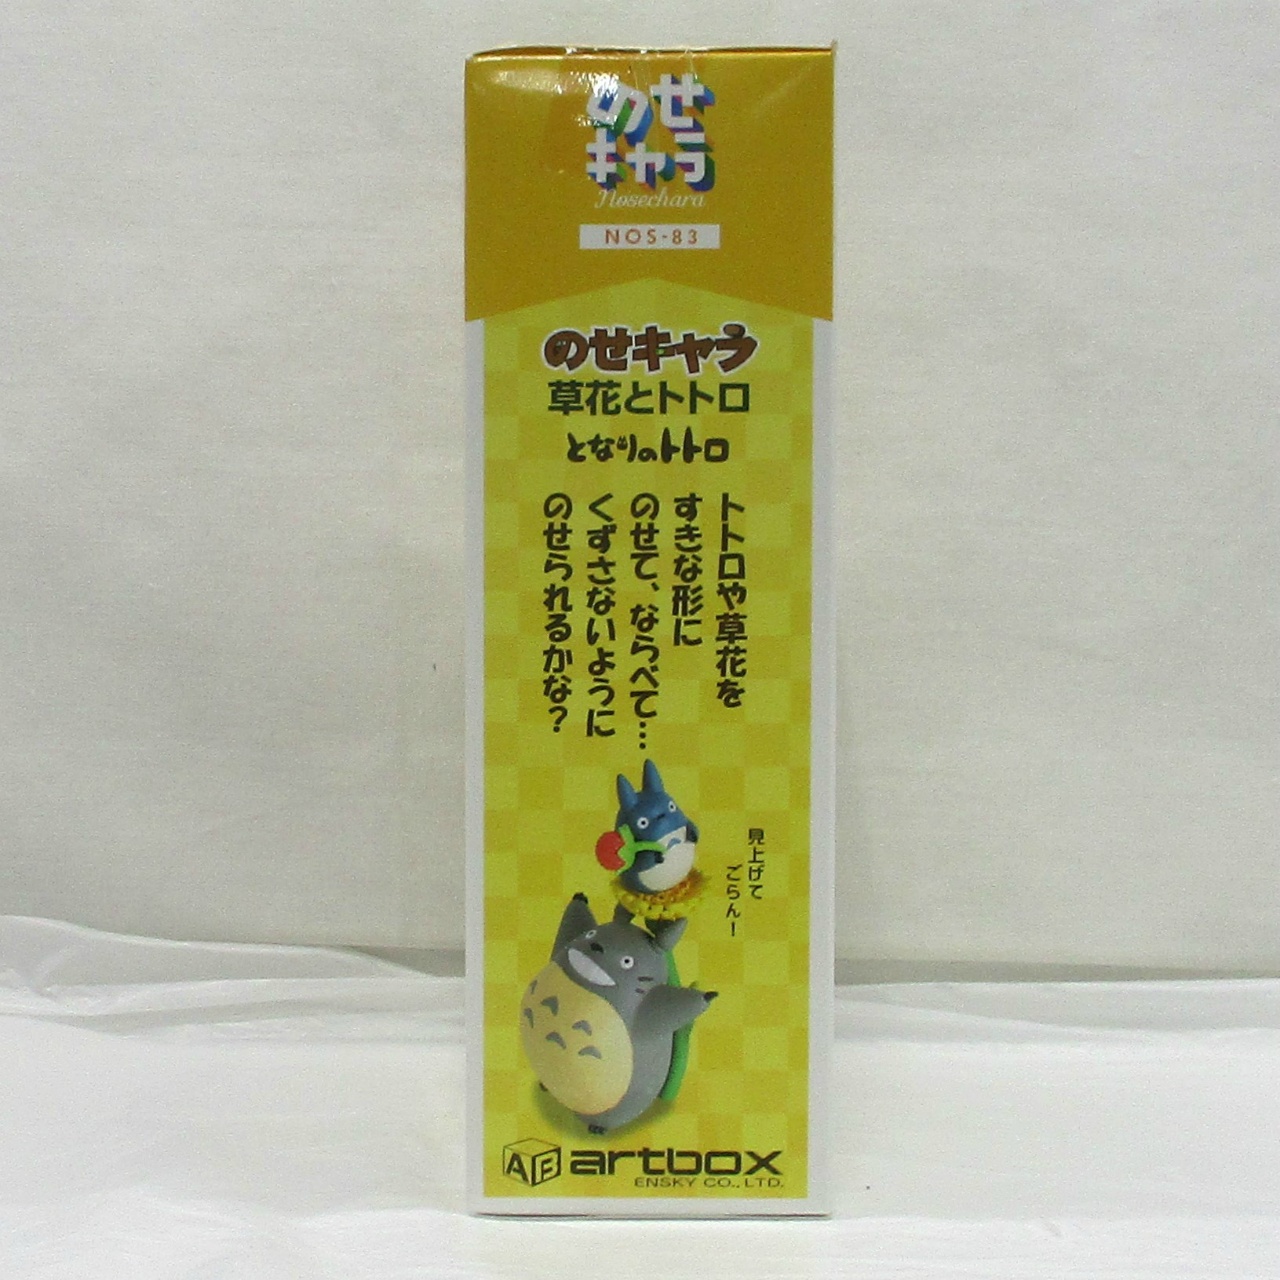 のせ
キャラ
Nosechara
NOS-83
のせキャラ
草花とトトロ
となりのトトロ
トトロや草花を
すきな形に
のせて、ならべて…
くずさないように
のせられるかな？
見上げて
ごらん！
AB artbox
ENSKY CO., LTD.